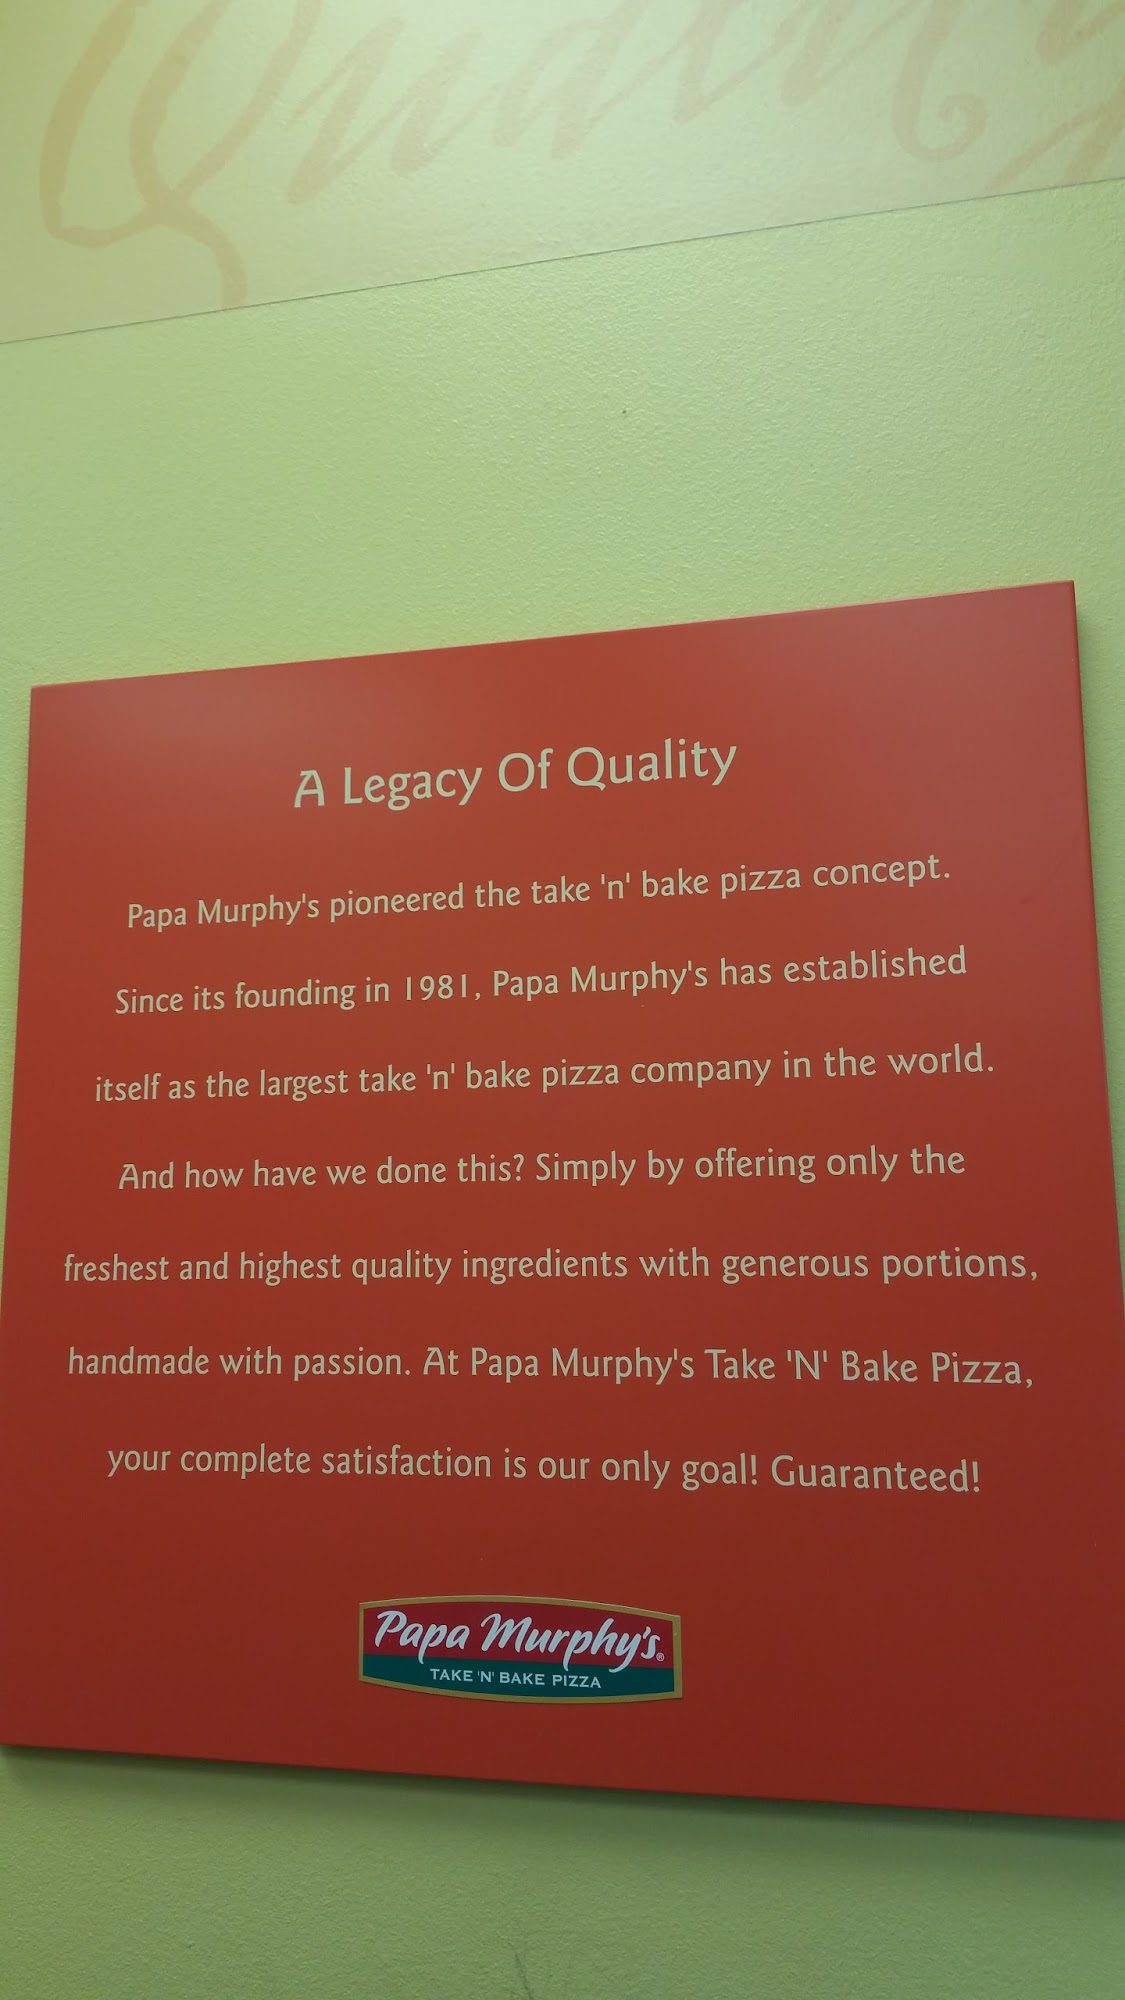 Quality
A Legacy Of Quality
Papa Murphy's pioneered the take 'n' bake pizza concept.
Since its founding in 1981, Papa Murphy's has established
itself as the largest take 'n' bake pizza company in the world.
And how have we done this? Simply by offering only the
freshest and highest quality ingredients with generous portions,
handmade with passion. At Papa Murphy's Take 'N' Bake Pizza,
your complete satisfaction is our only goal! Guaranteed!
Papa Murphy's®
TAKE 'N' BAKE PIZZA